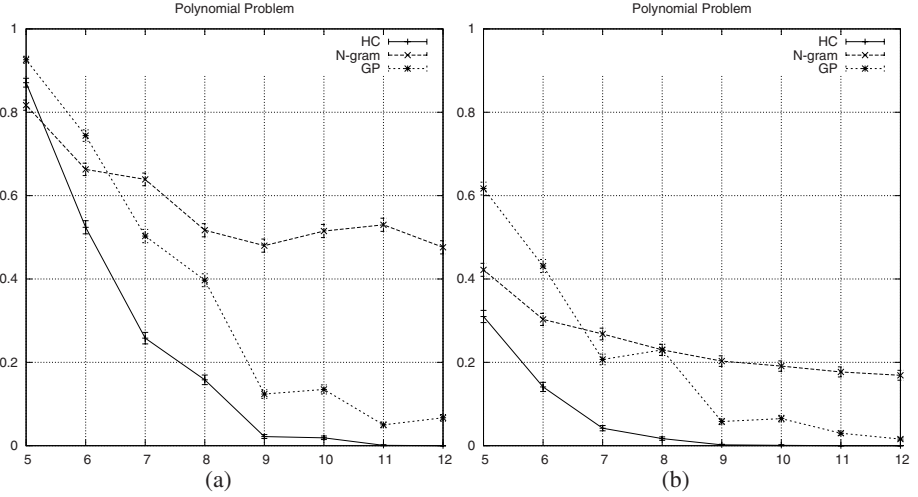 Polynomial Problem
1
0.8
0.6
0.4
0.2
0
5 6 7 8 9 10 11 12
HC
N-gram
GP
(a)
Polynomial Problem
1
0.8
0.6
0.4
0.2
0
5 6 7 8 9 10 11 12
HC
N-gram
GP
(b)